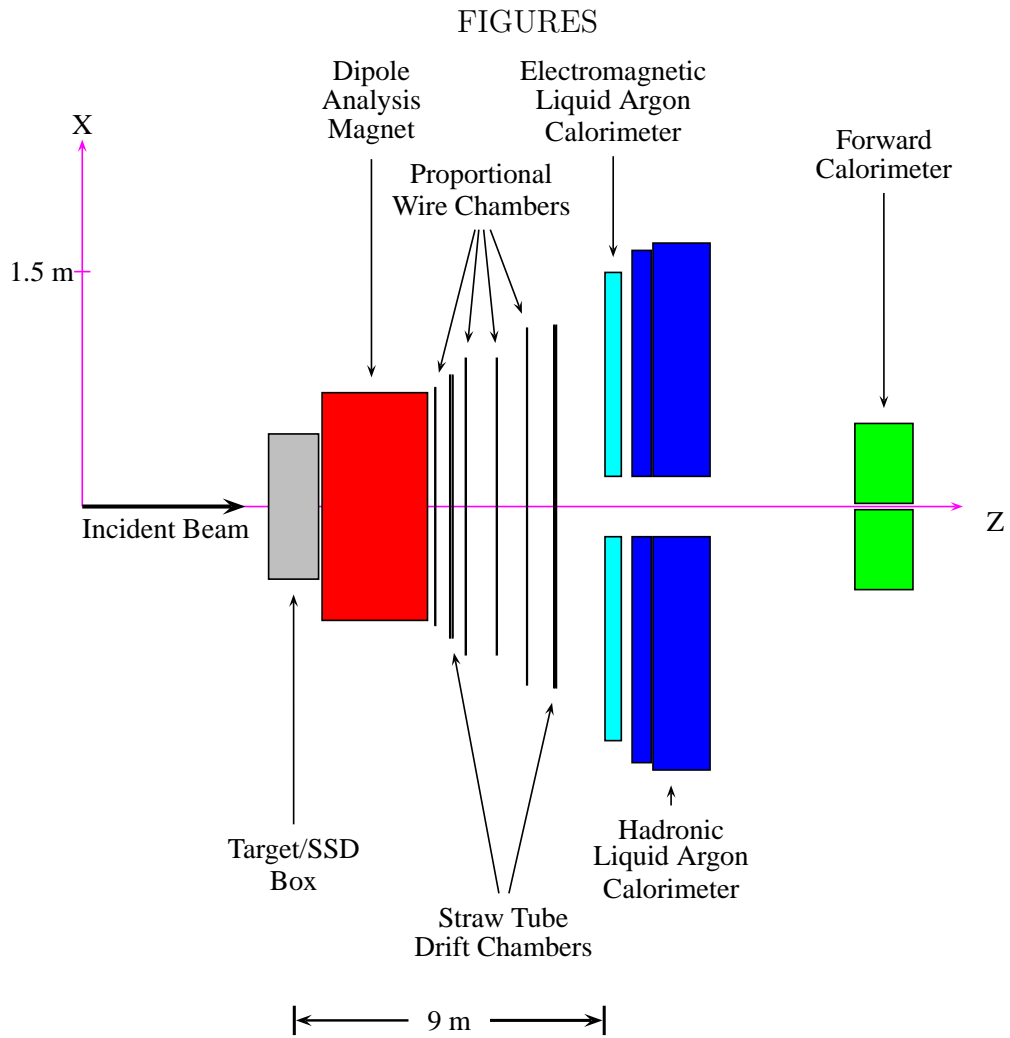 FIGURES
Dipole
Analysis
Magnet
Electromagnetic
Liquid Argon
Calorimeter
X
Forward
Calorimeter
Proportional
Wire Chambers
1.5 m
Incident Beam
Z
Target/SSD
Box
Hadronic
Liquid Argon
Calorimeter
Straw Tube
Drift Chambers
9 m